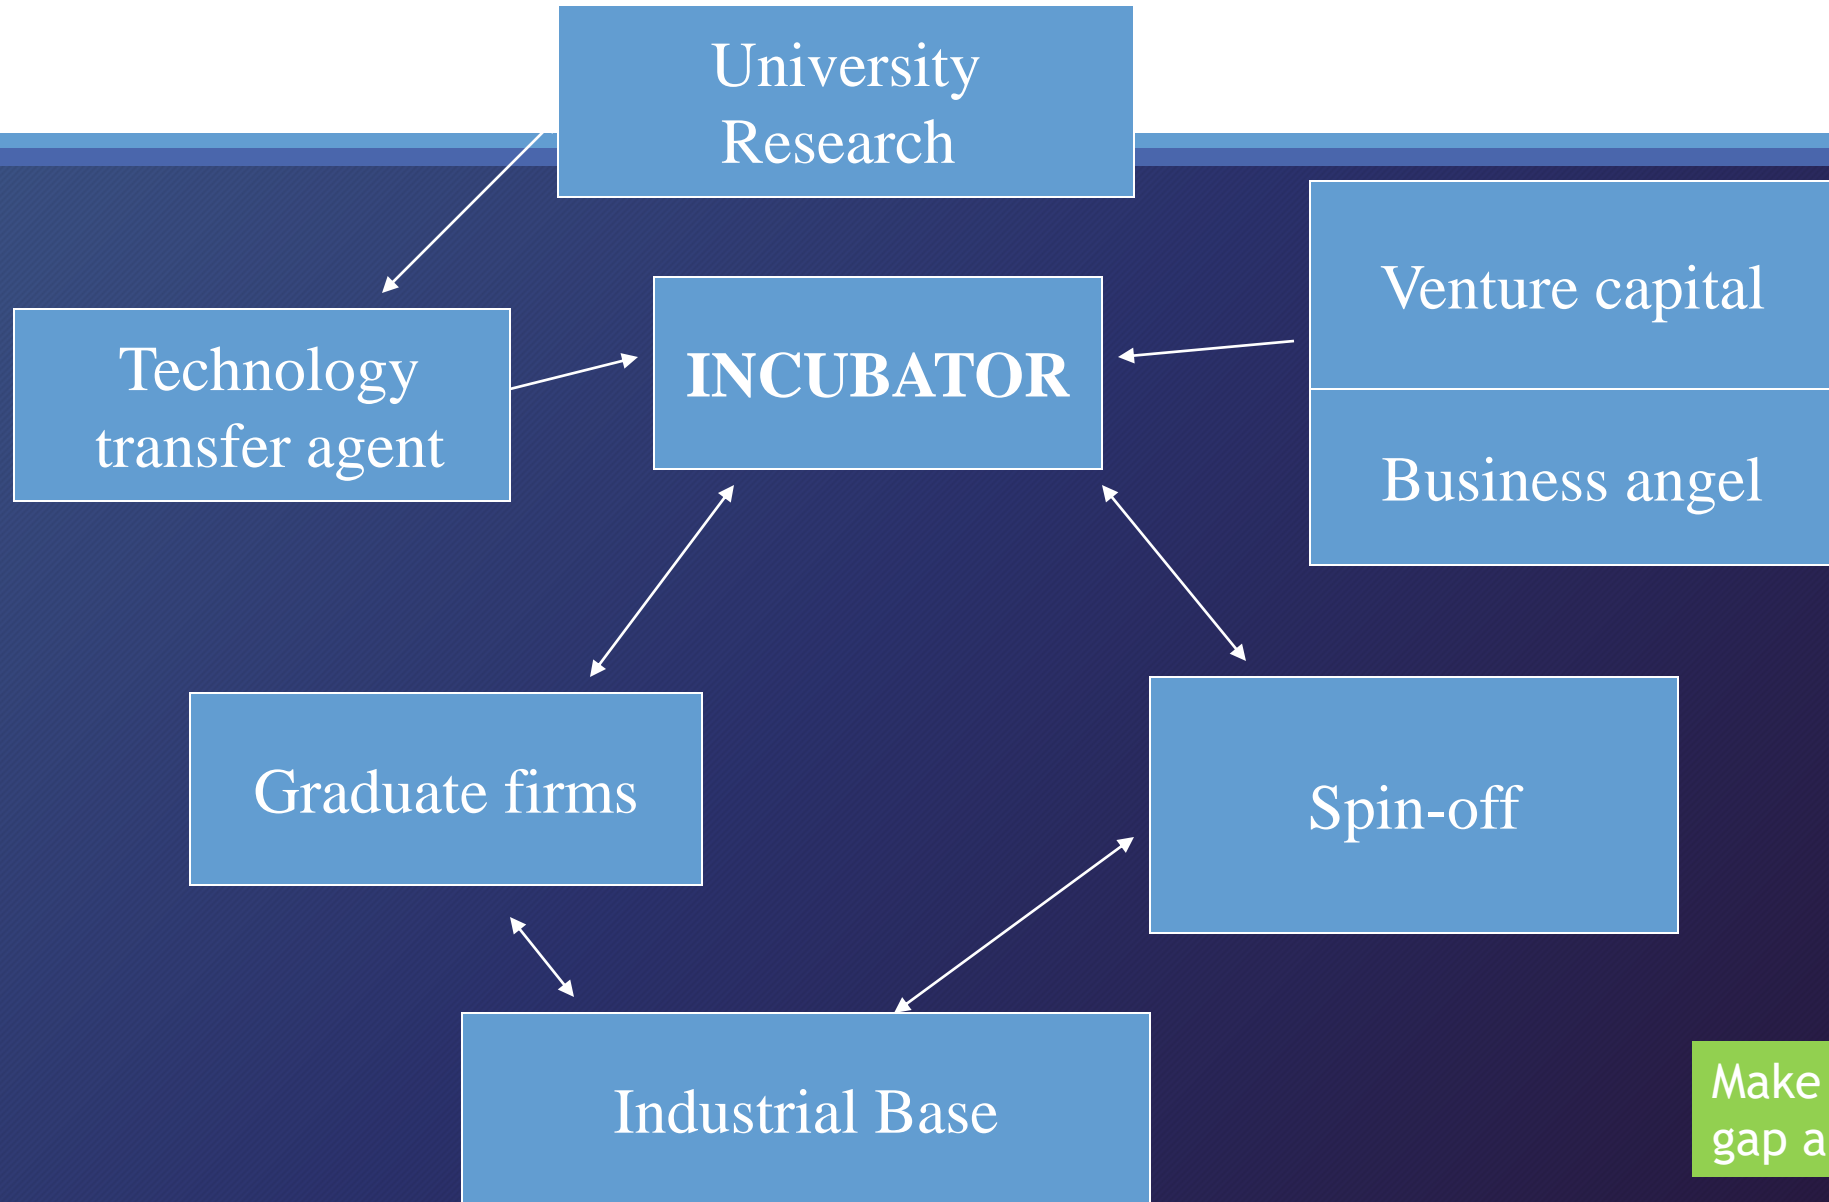 University
Research
Venture capital
Technology
transfer agent
INCUBATOR
Business angel
Graduate firms
Spin-off
Industrial Base
Make
gap a